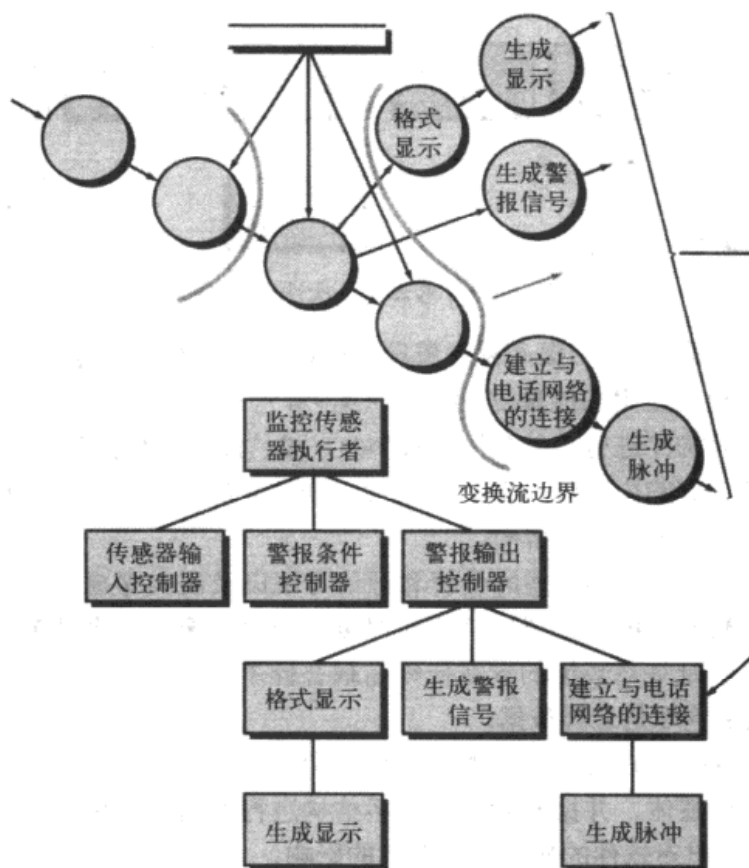 生成
显示
格式
显示
生成警
报信号
建立与
电话网络
的连接
生成
脉冲
变换流边界
监控传感
器执行者
传感器输
入控制器
警报条件
控制器
警报输出
控制器
格式显示
生成警报
信号
建立与电话
网络的连接
生成显示
生成脉冲